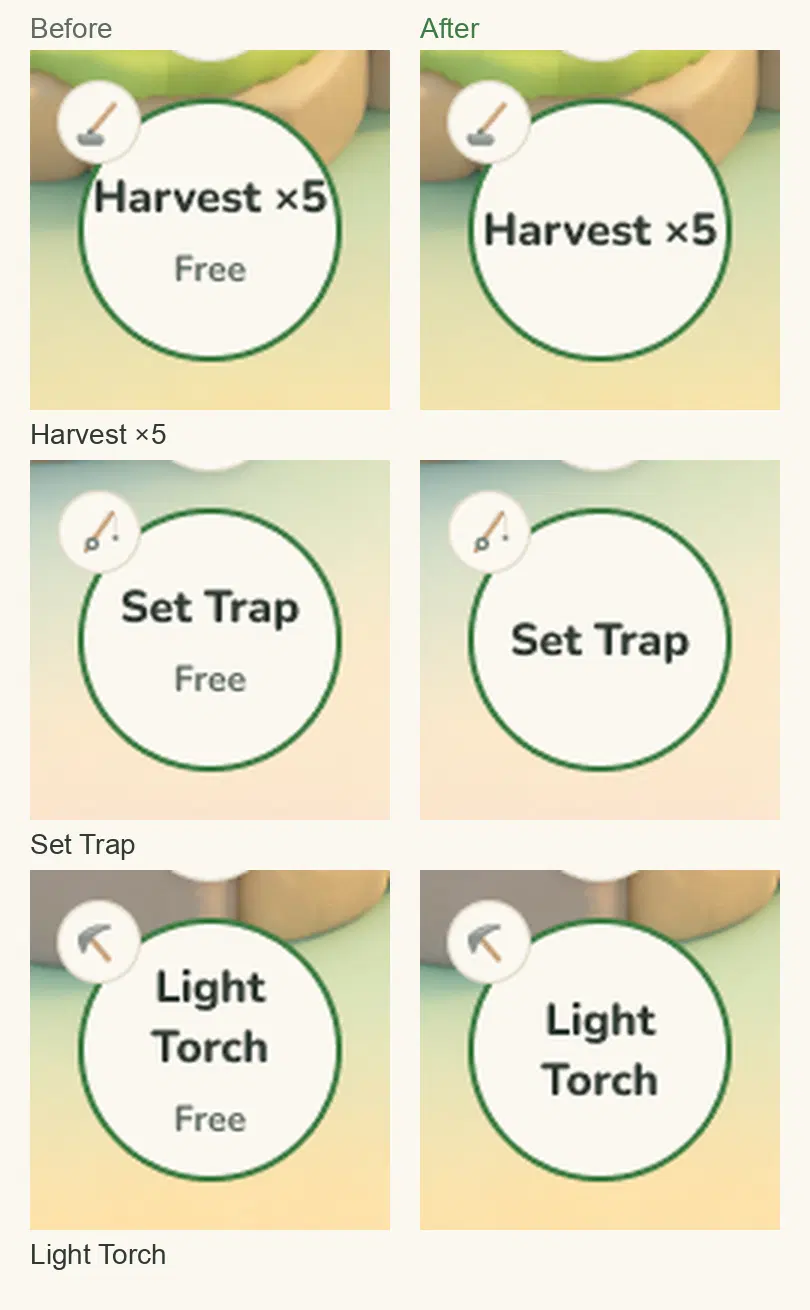 Before
After
Harvest ×5
Free
Harvest ×5
Harvest ×5
Set Trap
Free
Set Trap
Set Trap
Light
Torch
Free
Light
Torch
Light Torch